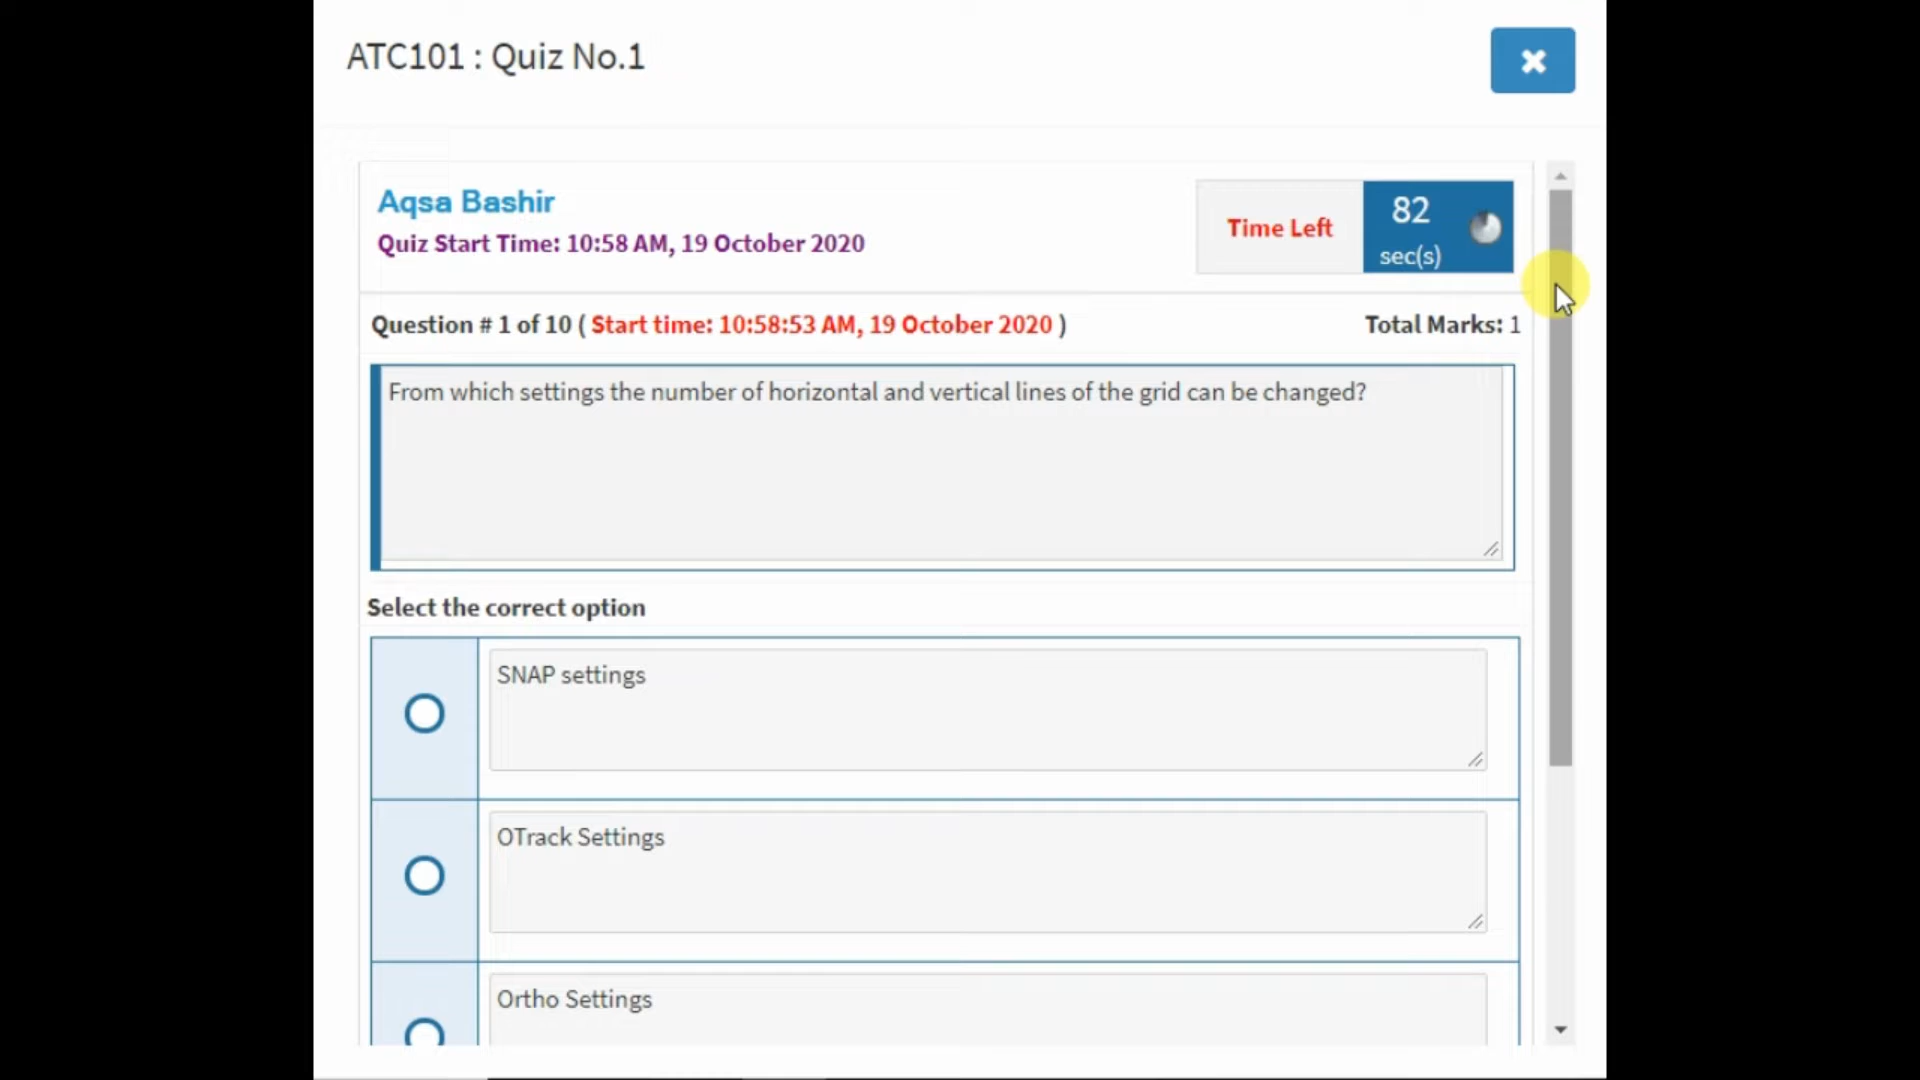 ATC101 : Quiz No.1
Aqsa Bashir
Quiz Start Time: 10:58 AM, 19 October 2020
Time Left
82
sec(s)
Question # 1 of 10 ( Start time: 10:58:53 AM, 19 October 2020 )
Total Marks: 1
From which settings the number of horizontal and vertical lines of the grid can be changed?
Select the correct option
SNAP settings
OTrack Settings
Ortho Settings